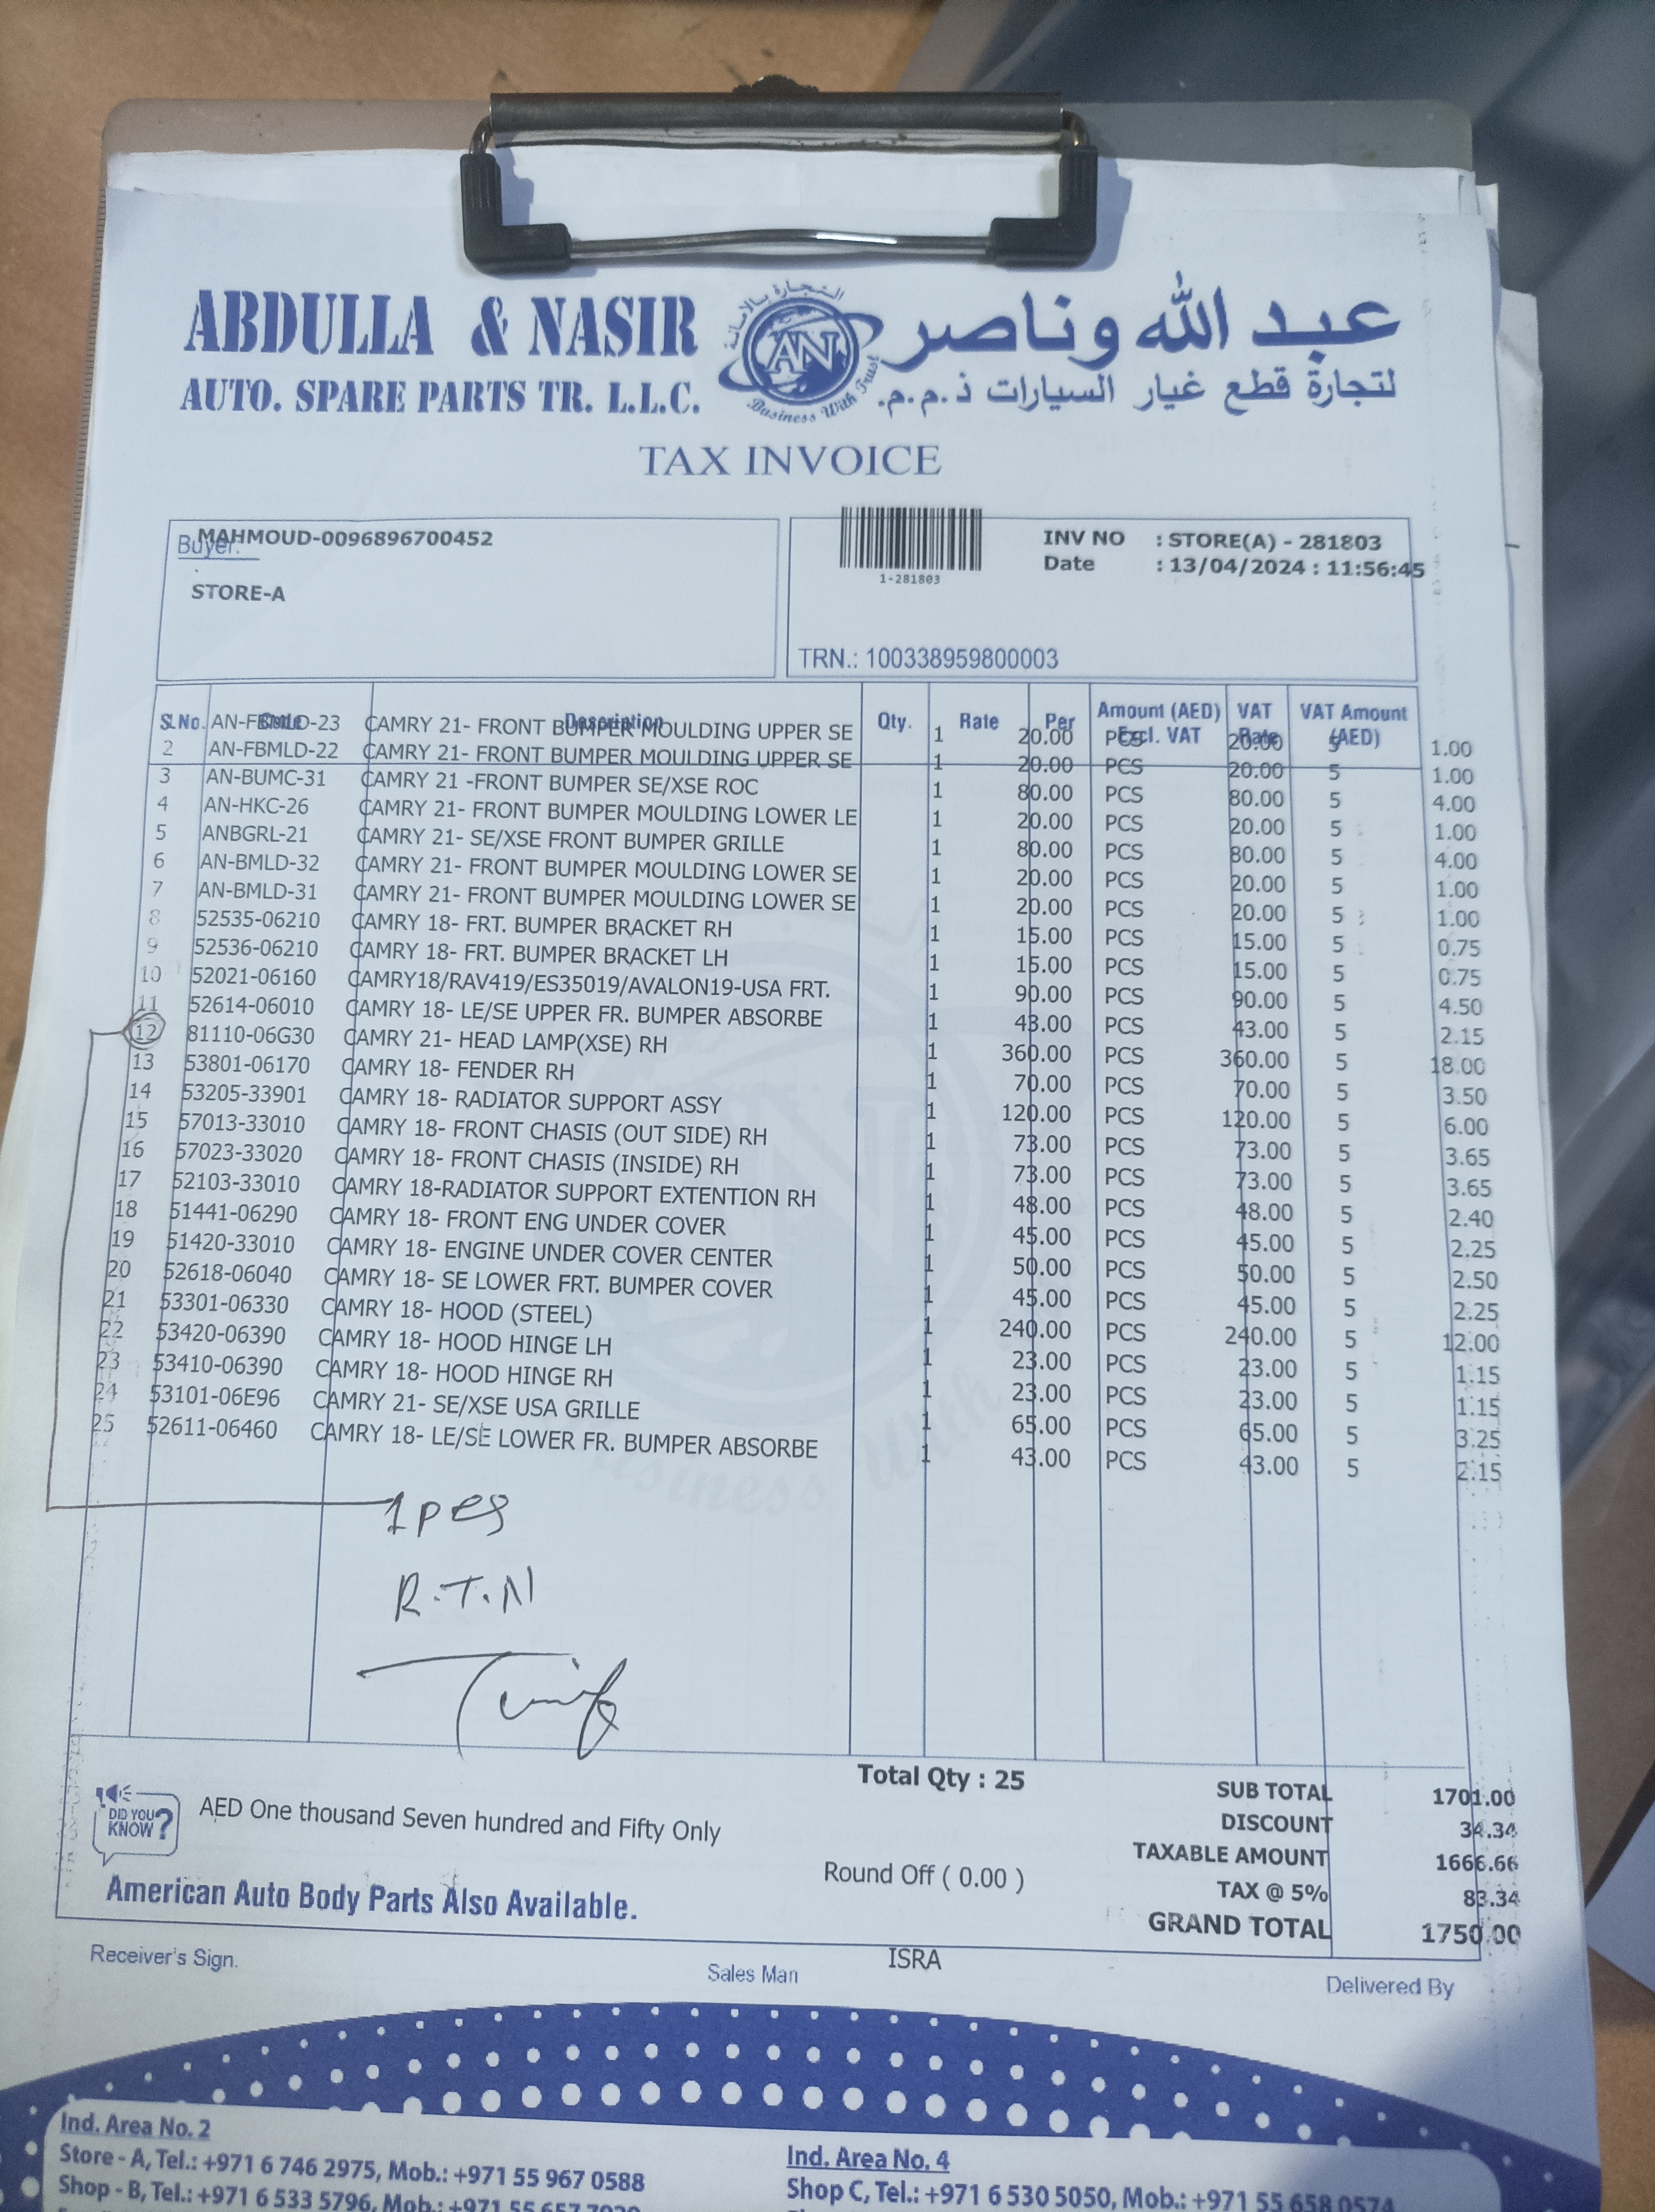 ABDULLA & NASIR
AUTO. SPARE PARTS TR. L.L.C.
التجارة بالأمانة
AN
Business With Trust
عبد الله وناصر
لتجارة قطع غيار السيارات ذ.م.م.
TAX INVOICE
Buyer:
MAHMOUD-0096896700452
STORE-A
1-281803
INV NO : STORE(A) - 281803
Date : 13/04/2024 : 11:56:45
TRN.: 100338959800003
S.No. Code Description Qty. Rate Per Amount (AED) Excl. VAT VAT Rate VAT Amount (AED)
AN-FBMLD-23 CAMRY 21- FRONT BUMPER MOULDING UPPER SE 1 20.00 PCS 20.00 5 1.00
2 AN-FBMLD-22 CAMRY 21- FRONT BUMPER MOULDING UPPER SE 1 20.00 PCS 20.00 5 1.00
3 AN-BUMC-31 CAMRY 21 -FRONT BUMPER SE/XSE ROC 1 80.00 PCS 80.00 5 4.00
4 AN-HKC-26 CAMRY 21- FRONT BUMPER MOULDING LOWER LE 1 20.00 PCS 20.00 5 1.00
5 ANBGRL-21 CAMRY 21- SE/XSE FRONT BUMPER GRILLE 1 80.00 PCS 80.00 5 4.00
6 AN-BMLD-32 CAMRY 21- FRONT BUMPER MOULDING LOWER SE 1 20.00 PCS 20.00 5 1.00
7 AN-BMLD-31 CAMRY 21- FRONT BUMPER MOULDING LOWER SE 1 20.00 PCS 20.00 5 1.00
8 52535-06210 CAMRY 18- FRT. BUMPER BRACKET RH 1 15.00 PCS 15.00 5 0.75
9 52536-06210 CAMRY 18- FRT. BUMPER BRACKET LH 1 15.00 PCS 15.00 5 0.75
10 52021-06160 CAMRY18/RAV419/ES35019/AVALON19-USA FRT. 1 90.00 PCS 90.00 5 4.50
11 52614-06010 CAMRY 18- LE/SE UPPER FR. BUMPER ABSORBE 1 43.00 PCS 43.00 5 2.15
12 81110-06G30 CAMRY 21- HEAD LAMP(XSE) RH 1 360.00 PCS 360.00 5 18.00
13 53801-06170 CAMRY 18- FENDER RH 1 70.00 PCS 70.00 5 3.50
14 53205-33901 CAMRY 18- RADIATOR SUPPORT ASSY 1 120.00 PCS 120.00 5 6.00
15 57013-33010 CAMRY 18- FRONT CHASIS (OUT SIDE) RH 1 73.00 PCS 73.00 5 3.65
16 57023-33020 CAMRY 18- FRONT CHASIS (INSIDE) RH 1 73.00 PCS 73.00 5 3.65
17 52103-33010 CAMRY 18-RADIATOR SUPPORT EXTENTION RH 1 48.00 PCS 48.00 5 2.40
18 51441-06290 CAMRY 18- FRONT ENG UNDER COVER 1 45.00 PCS 45.00 5 2.25
19 51420-33010 CAMRY 18- ENGINE UNDER COVER CENTER 1 50.00 PCS 50.00 5 2.50
20 52618-06040 CAMRY 18- SE LOWER FRT. BUMPER COVER 1 45.00 PCS 45.00 5 2.25
21 53301-06330 CAMRY 18- HOOD (STEEL) 1 240.00 PCS 240.00 5 12.00
22 53420-06390 CAMRY 18- HOOD HINGE LH 1 23.00 PCS 23.00 5 1.15
23 53410-06390 CAMRY 18- HOOD HINGE RH 1 23.00 PCS 23.00 5 1.15
24 53101-06E96 CAMRY 21- SE/XSE USA GRILLE 1 65.00 PCS 65.00 5 3.25
25 52611-06460 CAMRY 18- LE/SE LOWER FR. BUMPER ABSORBE 1 43.00 PCS 43.00 5 2.15
1 pes
R.T.N
Total Qty : 25
SUB TOTAL 1701.00
DISCOUNT 34.34
TAXABLE AMOUNT 1666.66
TAX @ 5% 83.34
GRAND TOTAL 1750.00
DID YOU KNOW?
AED One thousand Seven hundred and Fifty Only
Round Off ( 0.00 )
American Auto Body Parts Also Available.
Receiver's Sign.
Sales Man
ISRA
Delivered By
Ind. Area No. 2
Store - A, Tel.: +971 6 746 2975, Mob.: +971 55 967 0588
Shop - B, Tel.: +971 6 533 5796, Mob.: +971 55 657 7020
Ind. Area No. 4
Shop C, Tel.: +971 6 530 5050, Mob.: +971 55 658 0574